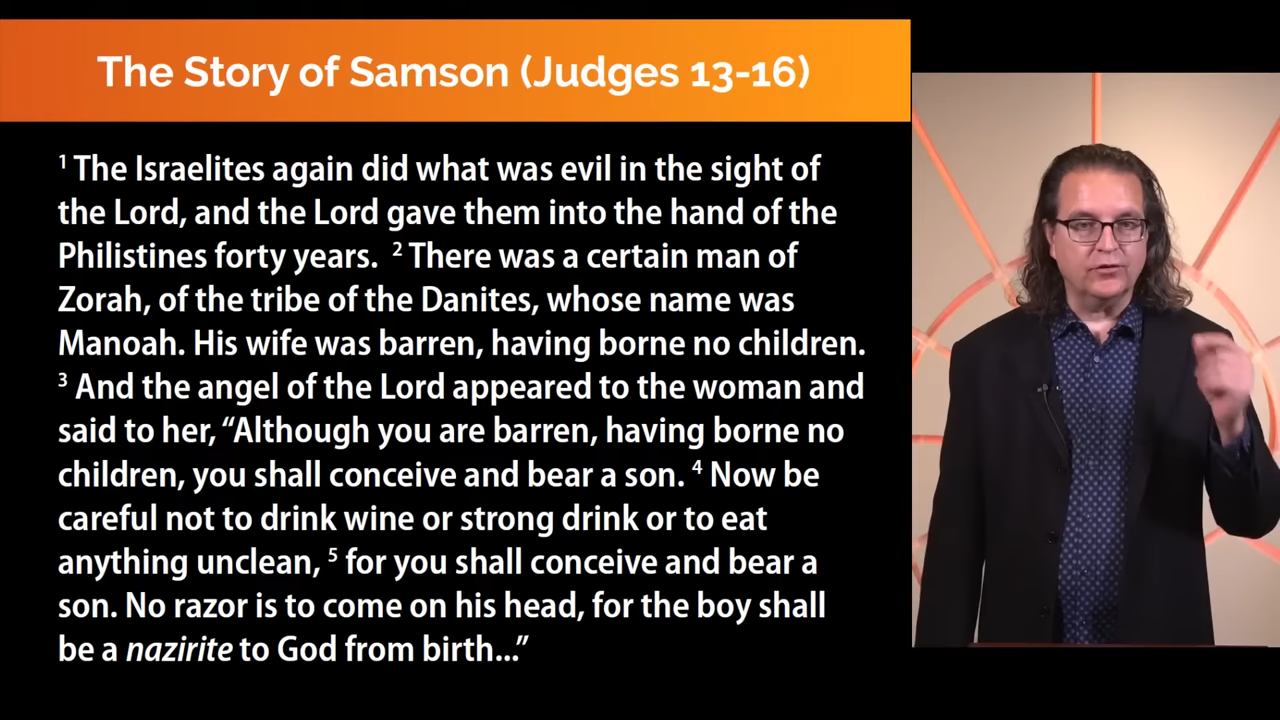 The Story of Samson (Judges 13-16)
¹ The Israelites again did what was evil in the sight of
the Lord, and the Lord gave them into the hand of the
Philistines forty years. ² There was a certain man of
Zorah, of the tribe of the Danites, whose name was
Manoah. His wife was barren, having borne no children.
³ And the angel of the Lord appeared to the woman and
said to her, “Although you are barren, having borne no
children, you shall conceive and bear a son. ⁴ Now be
careful not to drink wine or strong drink or to eat
anything unclean, ⁵ for you shall conceive and bear a
son. No razor is to come on his head, for the boy shall
be a nazirite to God from birth...”